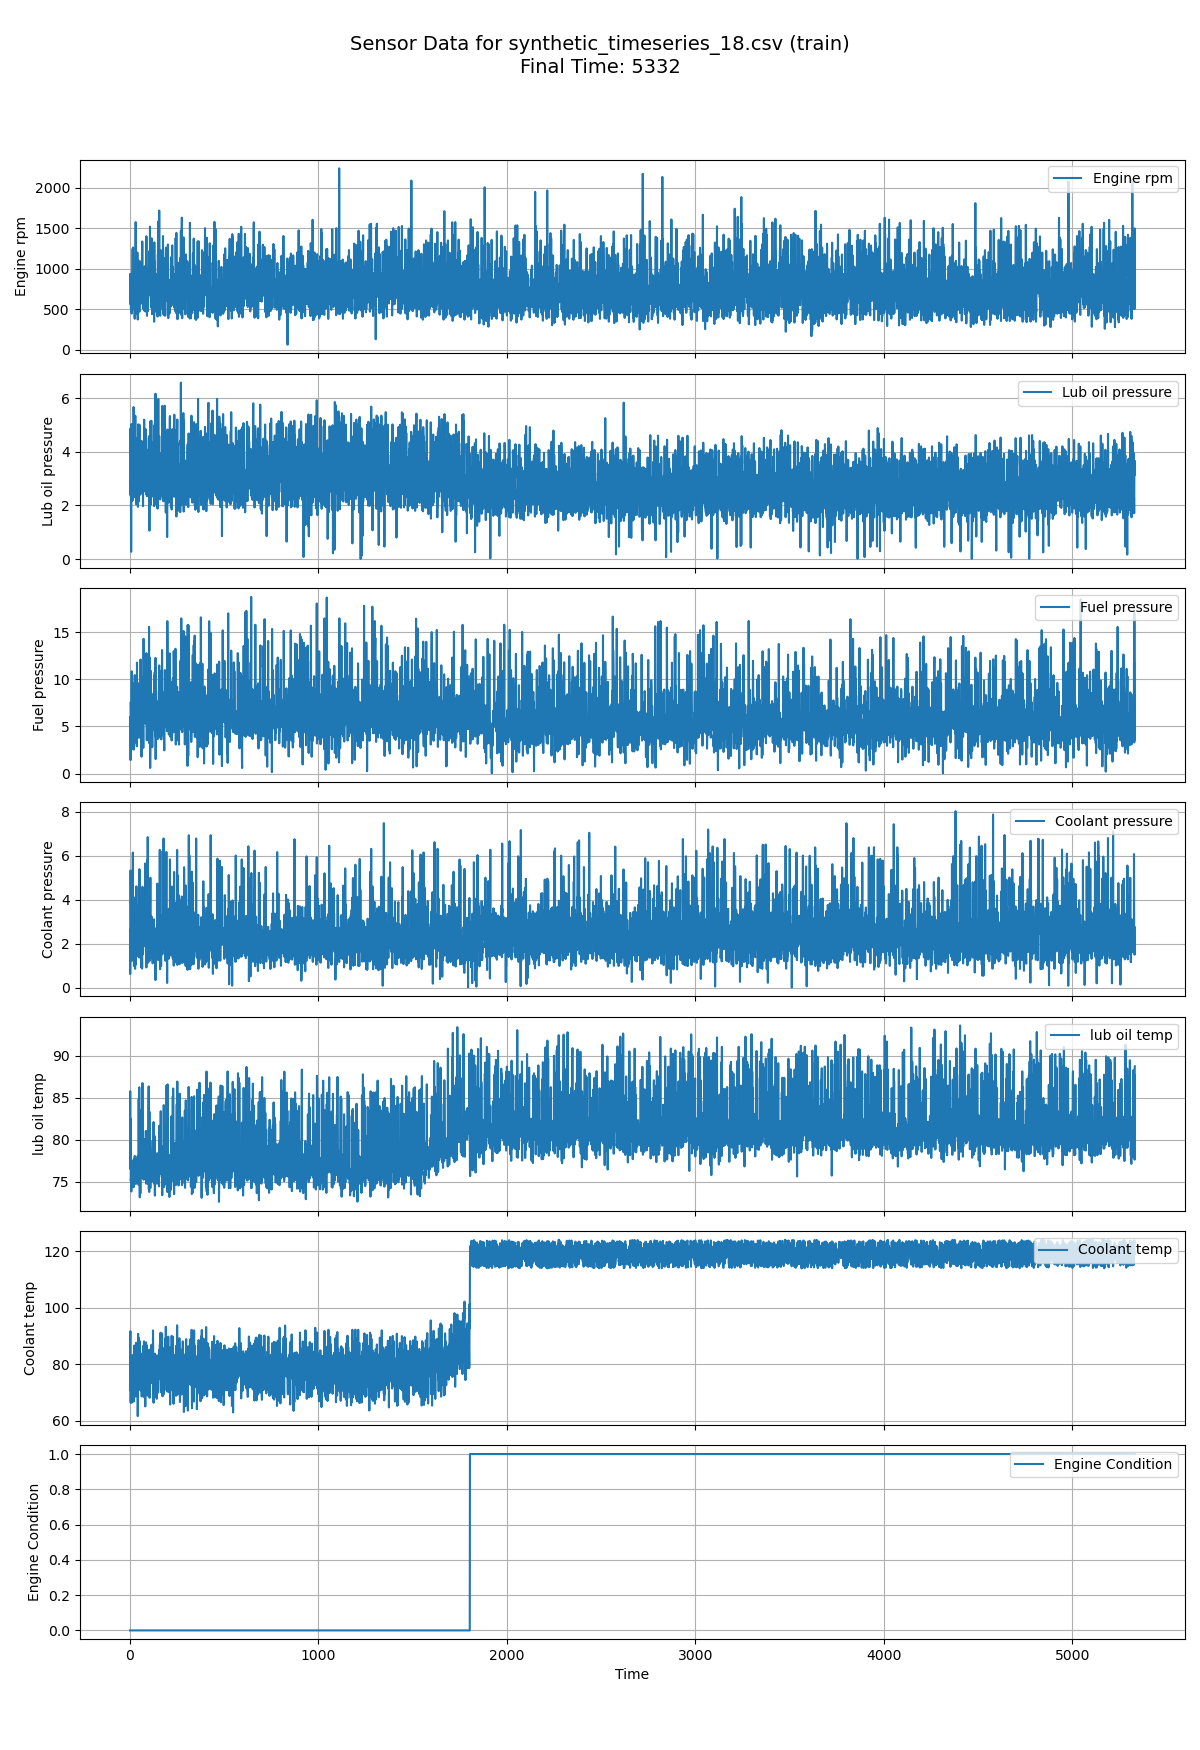 Sensor Data for synthetic_timeseries_18.csv (train)
Final Time: 5332
Engine rpm
2000
1500
1000
500
0
Engine rpm
Lub oil pressure
6
4
2
0
Lub oil pressure
Fuel pressure
15
10
5
0
Fuel pressure
Coolant pressure
8
6
4
2
0
Coolant pressure
lub oil temp
90
85
80
75
lub oil temp
Coolant temp
120
100
80
60
Coolant temp
Engine Condition
1.0
0.8
0.6
0.4
0.2
0.0
Engine Condition
0 1000 2000 3000 4000 5000
Time